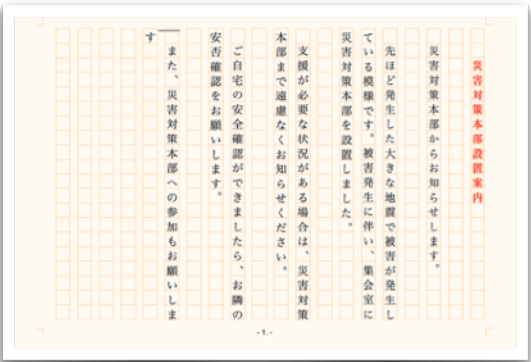 災害対策本部設置案内
災害対策本部からお知らせします。
先ほど発生した大きな地震で被害が発生し
ている模様です。被害発生に伴い、集会室に
災害対策本部を設置しました。
支援が必要な状況がある場合は、災害対策
本部まで遠慮なくお知らせください。
ご自宅の安全確認ができましたら、お隣の
安否確認をお願いします。
また、災害対策本部への参加もお願いしま
す
- 1. -